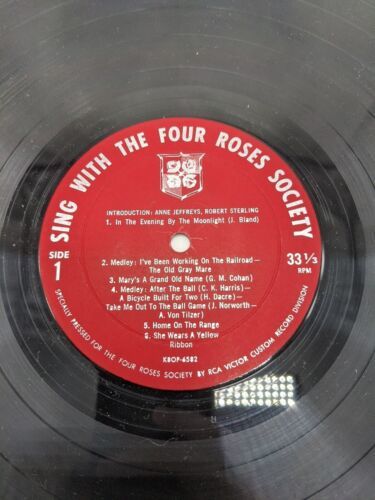 SING WITH THE FOUR ROSES SOCIETY
INTRODUCTION: ANNE JEFFREYS, ROBERT STERLING
1. In The Evening By The Moonlight (J. Bland)
SIDE
1
33 1/3
RPM
2. Medley: I've Been Working On The Railroad—
The Old Gray Mare
3. Mary's A Grand Old Name (G. M. Cohan)
4. Medley: After The Ball (C. K. Harris)—
A Bicycle Built For Two (H. Dacre)—
Take Me Out To The Ball Game (J. Norworth—
A. Von Tilzer)
5. Home On The Range
6. She Wears A Yellow
Ribbon
K8OP-6582
SPECIALLY PRESSED FOR THE FOUR ROSES SOCIETY BY RCA VICTOR CUSTOM RECORD DIVISION